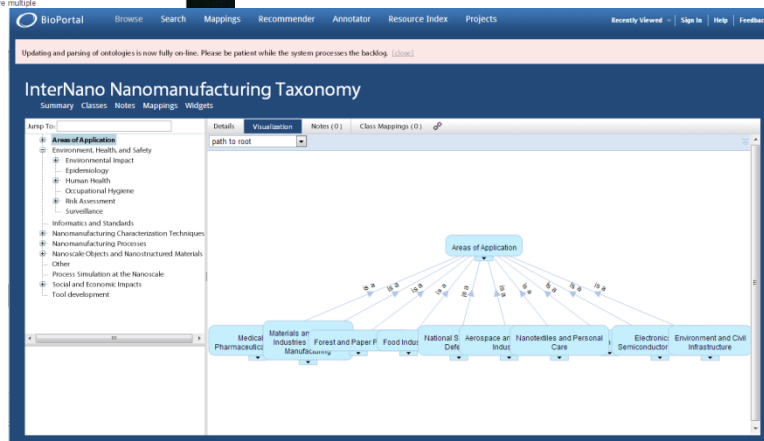 re multiple
BioPortal Browse Search Mappings Recommender Annotator Resource Index Projects Recently Viewed Sign In Help Feedbac
Updating and parsing of ontologies is now fully on-line. Please be patient while the system processes the backlog. [close]
InterNano Nanomanufacturing Taxonomy
Summary Classes Notes Mappings Widgets
Jump To:
Details Visualization Notes (0) Class Mappings (0)
path to root
Areas of Application
Environment, Health, and Safety
Environmental Impact
Epidemiology
Human Health
Occupational Hygiene
Risk Assessment
Surveillance
Informatics and Standards
Nanomanufacturing Characterization Techniques
Nanomanufacturing Processes
Nanoscale Objects and Nanostructured Materials
Other
Process Simulation at the Nanoscale
Social and Economic Impacts
Tool development
Areas of Application
is a is a is a is a is a is a is a is a is a is a
Medical
Pharmaceutica
Materials an
Industries
Manufacturing
Forest and Paper P
Food Indus
National S
Defe
Aerospace an
Indus
Nanotextiles and Personal
Care
Electronic
Semiconductor
Environment and Civil
Infrastructure